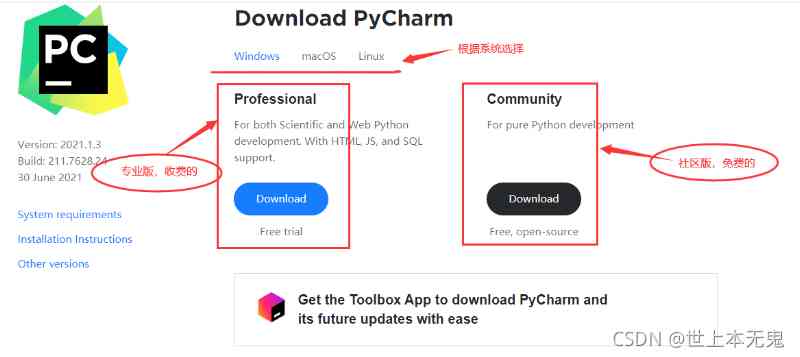 PC
Download PyCharm
Windows
macOS
Linux
根据系统选择
Professional
For both Scientific and Web Python
development. With HTML, JS, and SQL
support.
Download
Free trial
Community
For pure Python development
Download
Free, open-source
Version: 2021.1.3
Build: 211.7628.24
30 June 2021
专业版，收费的
社区版，免费的
System requirements
Installation Instructions
Other versions
Get the Toolbox App to download PyCharm and
its future updates with ease
CSDN @世上本无鬼